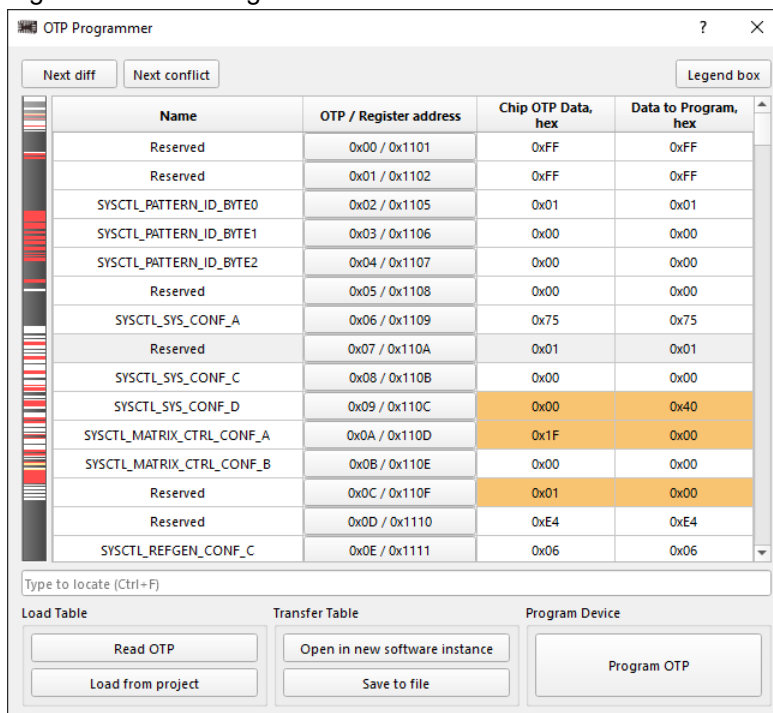 OTP Programmer ? ×
Next diff Next conflict Legend box
Name OTP / Register address Chip OTP Data, hex Data to Program, hex
Reserved 0x00 / 0x1101 0xFF 0xFF
Reserved 0x01 / 0x1102 0xFF 0xFF
SYSCTL_PATTERN_ID_BYTE0 0x02 / 0x1105 0x01 0x01
SYSCTL_PATTERN_ID_BYTE1 0x03 / 0x1106 0x00 0x00
SYSCTL_PATTERN_ID_BYTE2 0x04 / 0x1107 0x00 0x00
Reserved 0x05 / 0x1108 0x00 0x00
SYSCTL_SYS_CONF_A 0x06 / 0x1109 0x75 0x75
Reserved 0x07 / 0x110A 0x01 0x01
SYSCTL_SYS_CONF_C 0x08 / 0x110B 0x00 0x00
SYSCTL_SYS_CONF_D 0x09 / 0x110C 0x00 0x40
SYSCTL_MATRIX_CTRL_CONF_A 0x0A / 0x110D 0x1F 0x00
SYSCTL_MATRIX_CTRL_CONF_B 0x0B / 0x110E 0x00 0x00
Reserved 0x0C / 0x110F 0x01 0x00
Reserved 0x0D / 0x1110 0xE4 0xE4
SYSCTL_REFGEN_CONF_C 0x0E / 0x1111 0x06 0x06
Type to locate (Ctrl+F)
Load Table Transfer Table Program Device
Read OTP Open in new software instance Program OTP
Load from project Save to file